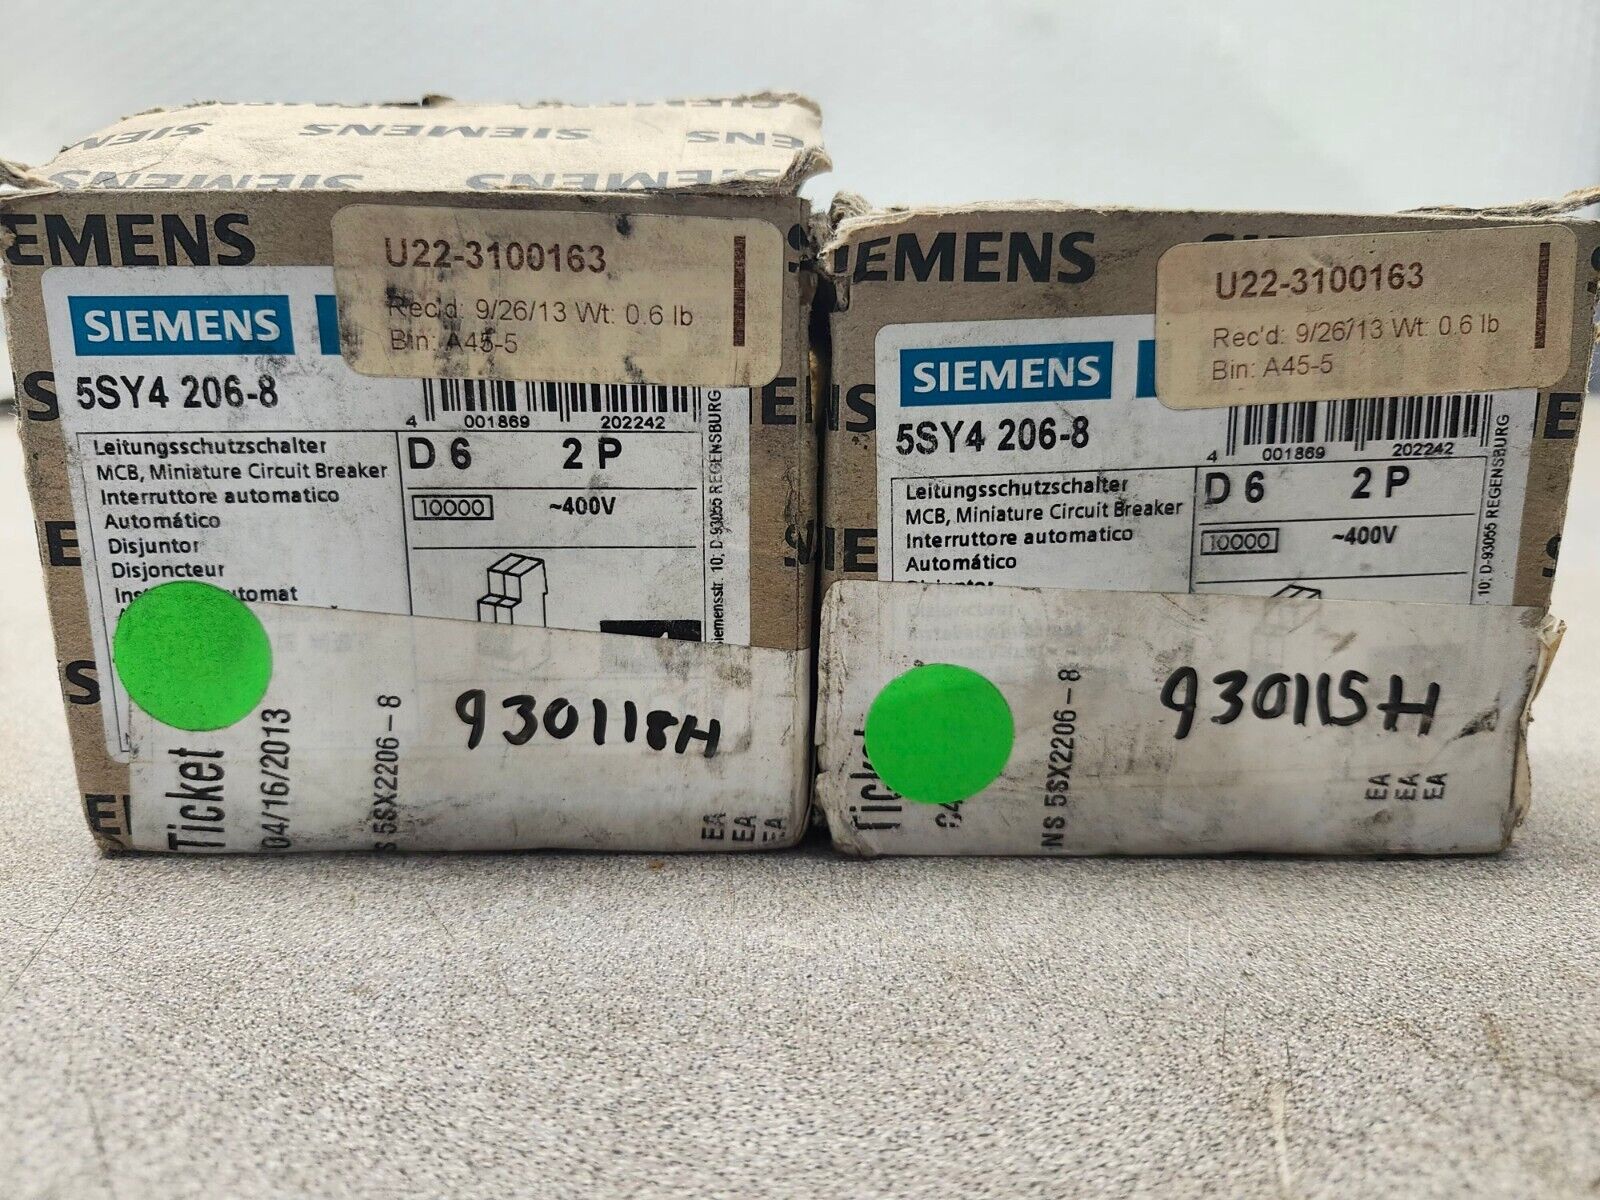 SIEMENS
SIEMENS
SIEMENS
SIEMENS
EMENS
U22-3100163
Rec'd: 9/26/13 Wt: 0.6 lb
Bin: A45-5
SIEMENS
5SY4 206-8
4 001869 202242
Leitungsschutzschalter
MCB, Miniature Circuit Breaker
Interruttore automatico
Automático
Disjuntor
Disjoncteur
D 6 2 P
10000 ~400V
Siemensstr. 10; D-93055 REGENSBURG
Ticket
04/16/2013
S 5SX2206-8
930118H
EA
EA
EA
EMENS
U22-3100163
Rec'd: 9/26/13 Wt: 0.6 lb
Bin: A45-5
SIEMENS
5SY4 206-8
4 001869 202242
Leitungsschutzschalter
MCB, Miniature Circuit Breaker
Interruttore automatico
Automático
D 6 2 P
10000 ~400V
10; D-93055 REGENSBURG
Ticket
NS 5SX2206-8
930115H
EA
EA
EA